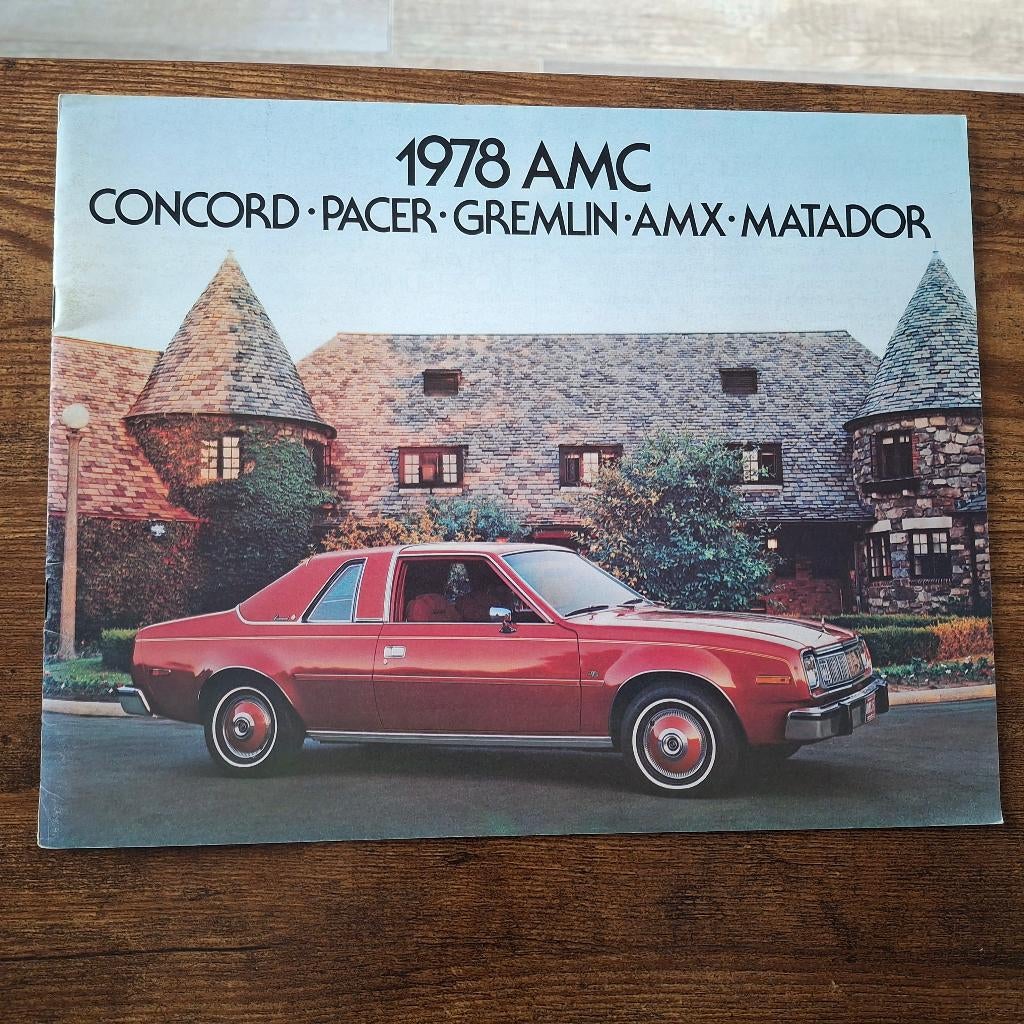 1978 AMC
CONCORD · PACER · GREMLIN · AMX · MATADOR